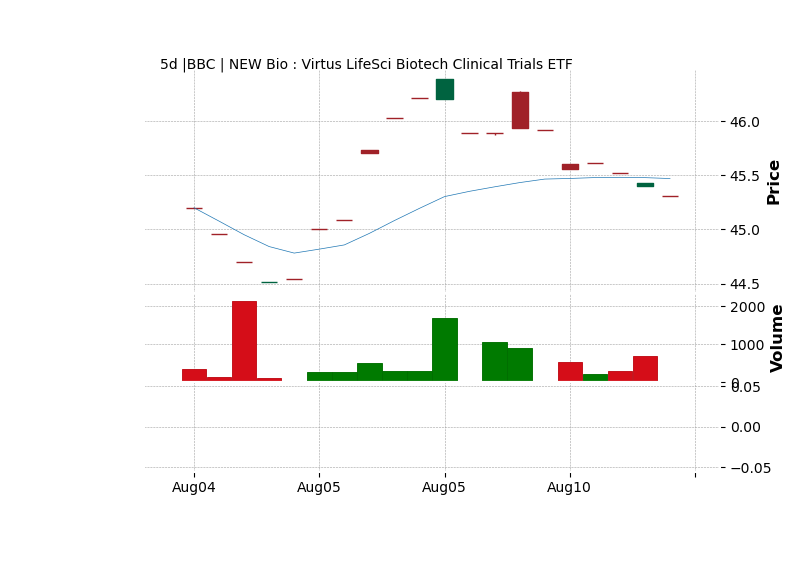 5d |BBC | NEW Bio : Virtus LifeSci Biotech Clinical Trials ETF
46.0
45.5
45.0
44.5
Price
2000
1000
0
Volume
0.05
0.00
−0.05
Aug04 Aug05 Aug05 Aug10